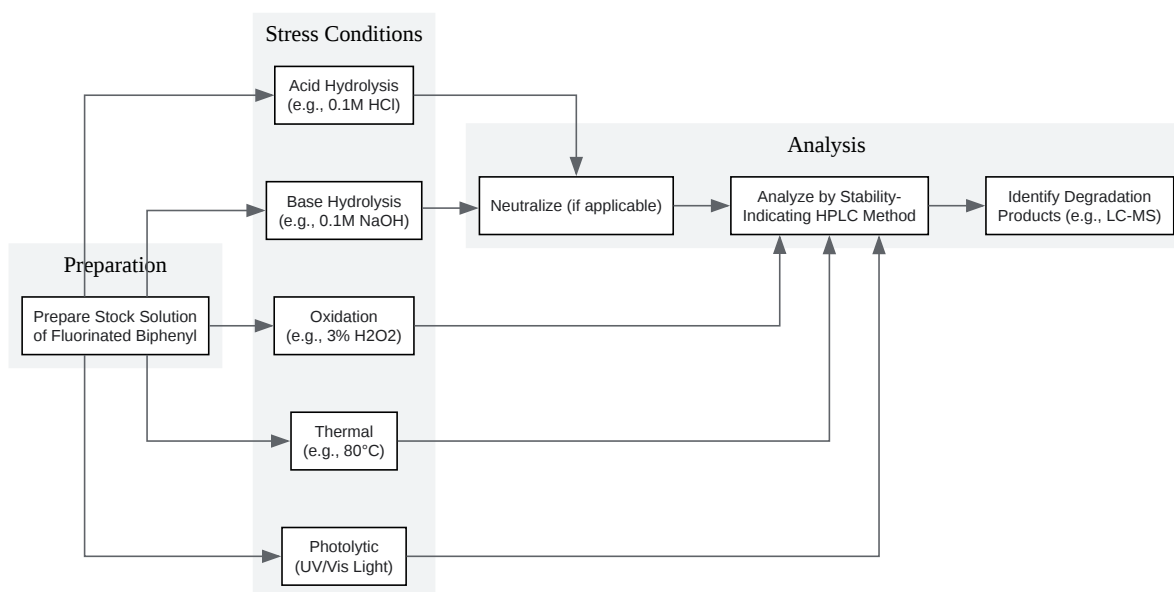 Stress Conditions
Acid Hydrolysis
(e.g., 0.1M HCl)
Analysis
Base Hydrolysis
(e.g., 0.1M NaOH)
Neutralize (if applicable)
Analyze by Stability-
Indicating HPLC Method
Identify Degradation
Products (e.g., LC-MS)
Preparation
Prepare Stock Solution
of Fluorinated Biphenyl
Oxidation
(e.g., 3% H2O2)
Thermal
(e.g., 80°C)
Photolytic
(UV/Vis Light)